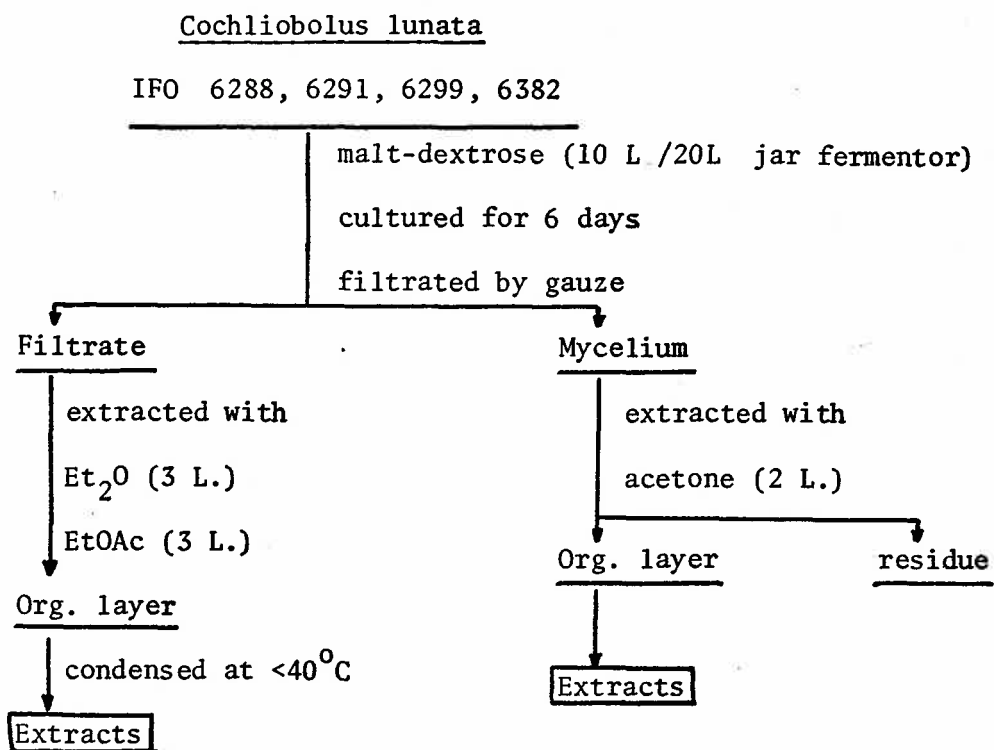 Cochliobolus lunata
IFO 6288, 6291, 6299, 6382
malt-dextrose (10 L /20L jar fermentor)
cultured for 6 days
filtrated by gauze
Filtrate
extracted with
Et₂O (3 L.)
EtOAc (3 L.)
Org. layer
condensed at <40°C
Extracts
Mycelium
extracted with
acetone (2 L.)
Org. layer
residue
Extracts